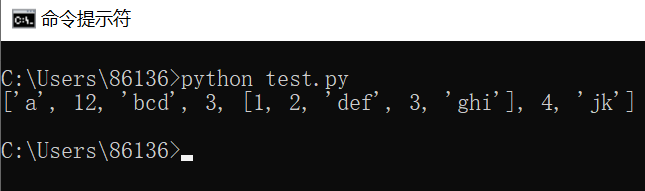 命令提示符
C:\Users\86136>python test.py
['a', 12, 'bcd', 3, [1, 2, 'def', 3, 'ghi'], 4, 'jk']
C:\Users\86136>